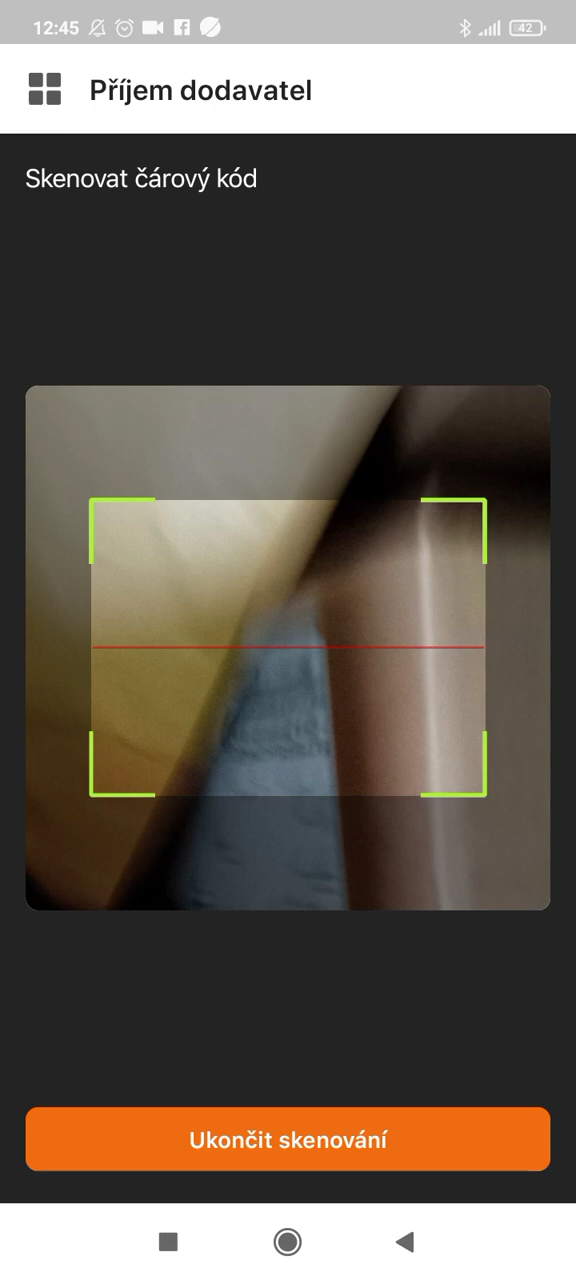 12:45
42
Příjem dodavatel
Skenovat čárový kód
Ukončit skenování